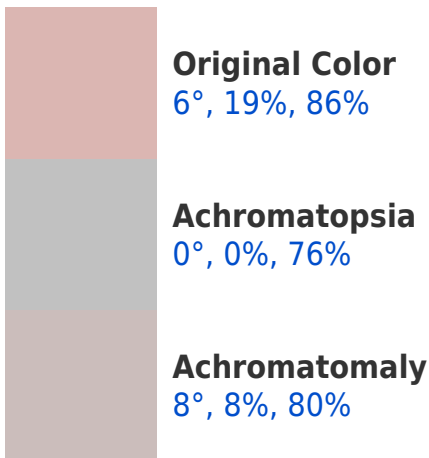 Original Color
6°, 19%, 86%
Achromatopsia
0°, 0%, 76%
Achromatomaly
8°, 8%, 80%